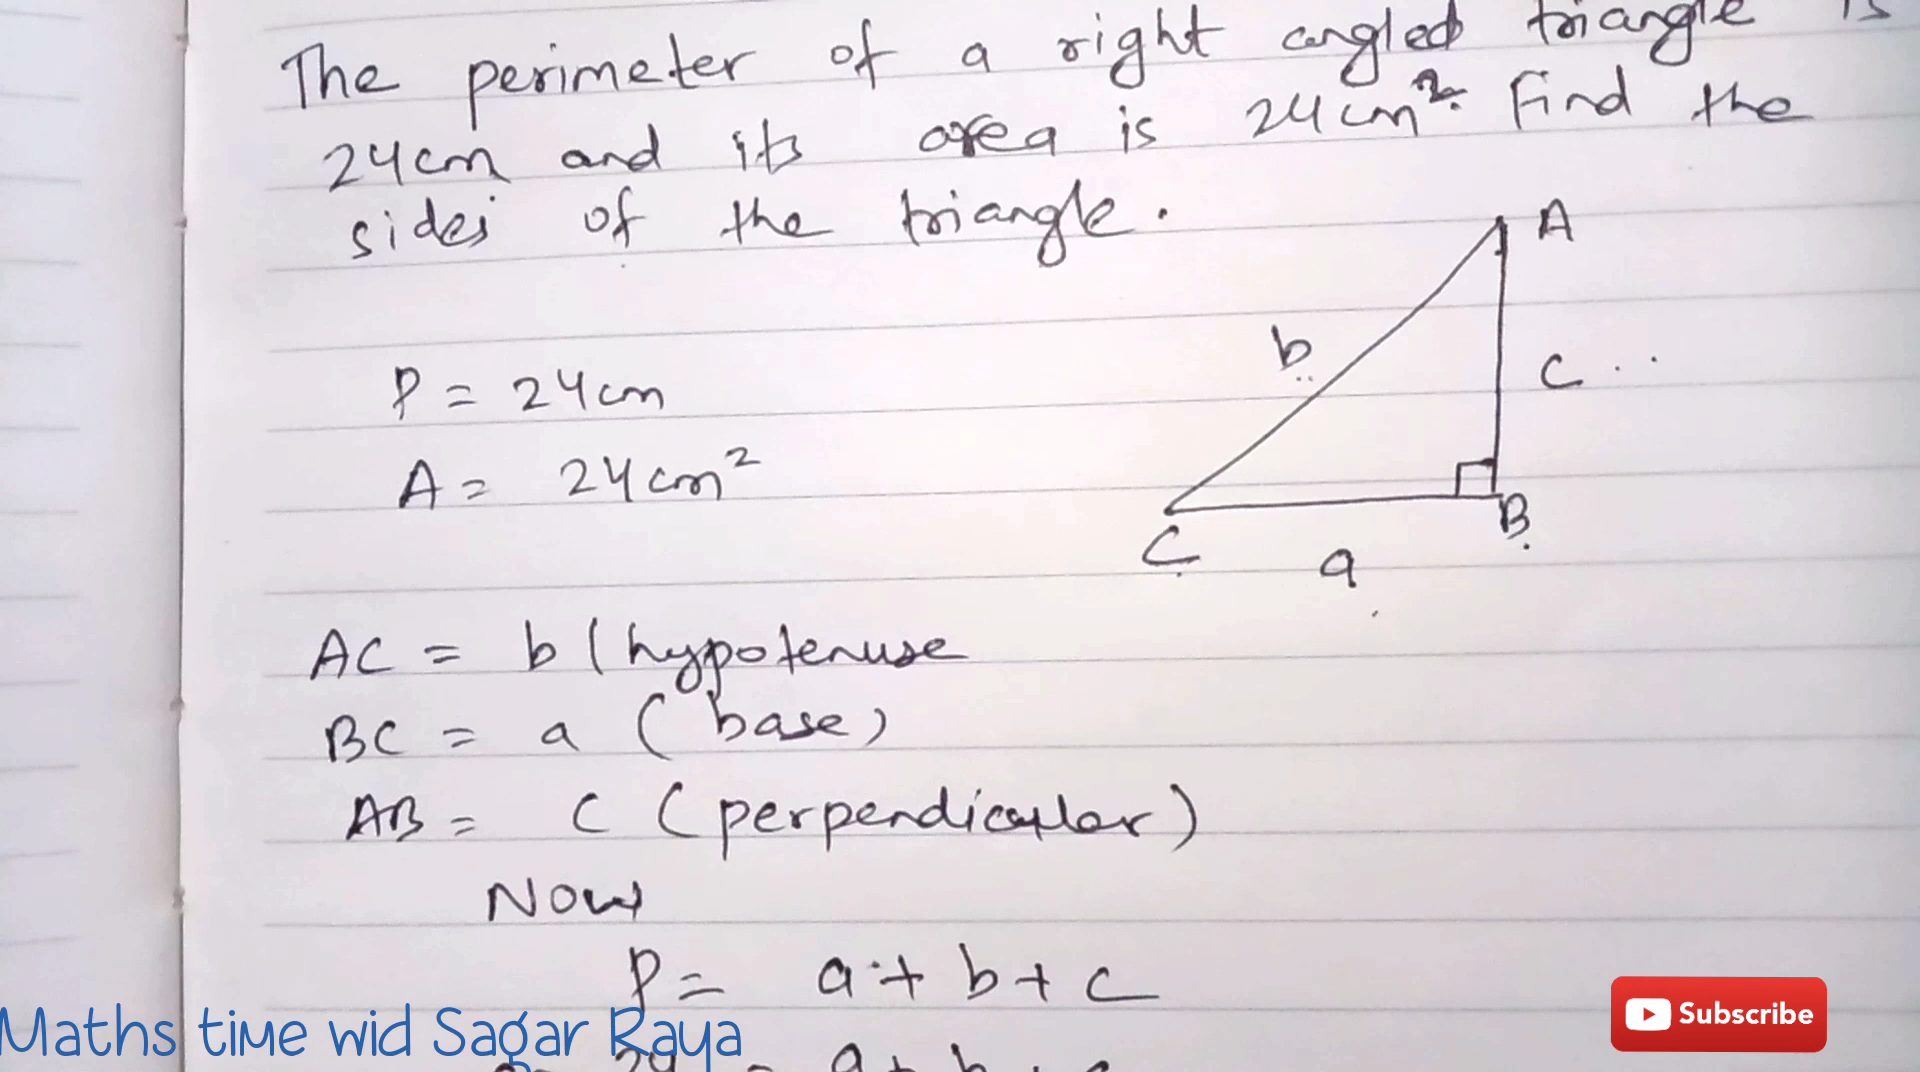 The perimeter of a right angled triangle is
24cm and its area is 24cm². Find the
sides of the triangle.
A
b
c
P = 24cm
A = 24cm²
B
C
a
AC = b (hypotenuse
BC = a (base)
AB = c (perpendicular)
Now
P = a + b + c
Maths time wid Sagar Raya
Subscribe
24 = a + b + c